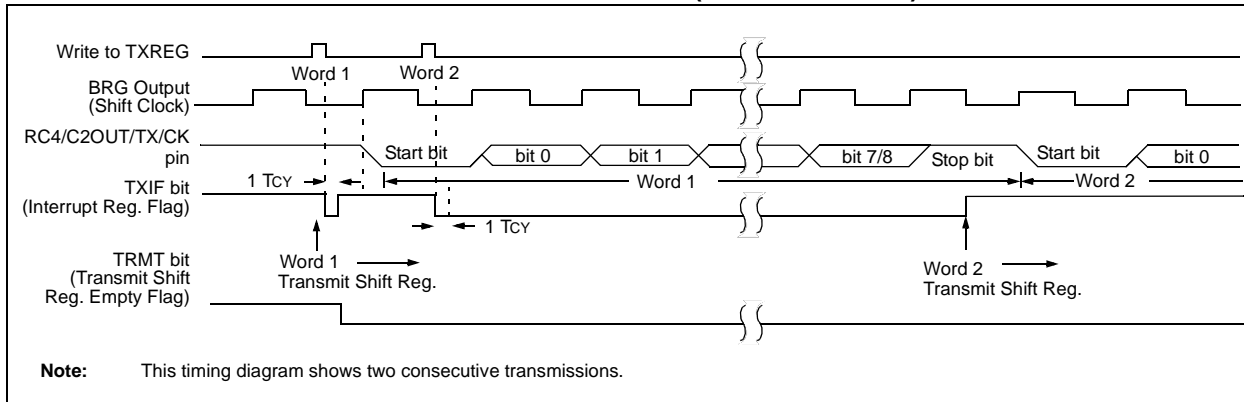 Write to TXREG
Word 1
Word 2
BRG Output
(Shift Clock)
RC4/C2OUT/TX/CK
pin
Start bit
bit 0
bit 1
bit 7/8
Stop bit
Start bit
bit 0
1 TCY
Word 1
Word 2
TXIF bit
(Interrupt Reg. Flag)
1 TCY
TRMT bit
(Transmit Shift
Reg. Empty Flag)
Word 1
Transmit Shift Reg.
Word 2
Transmit Shift Reg.
Note: This timing diagram shows two consecutive transmissions.